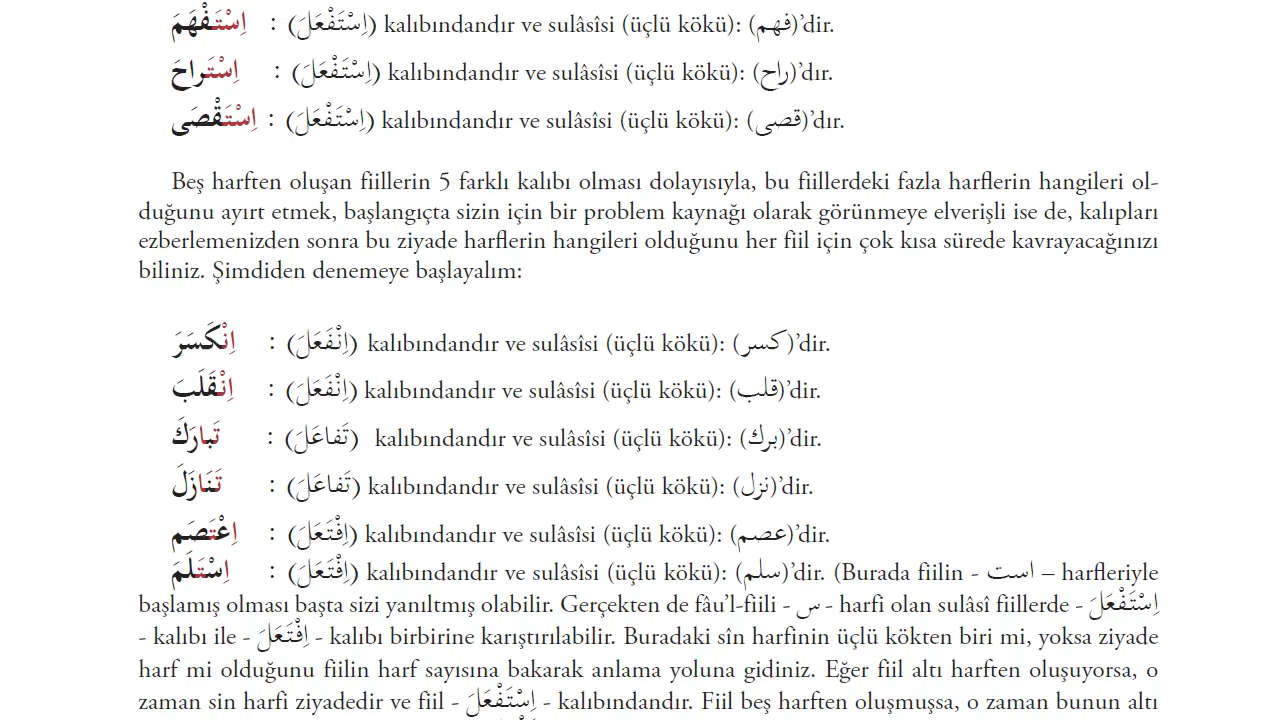 اِسْتَفْهَمَ : (اِسْتَفْعَلَ) kalıbındandır ve sulâsîsi (üçlü kökü): (فهم)’dir.
اِسْتَراحَ : (اِسْتَفْعَلَ) kalıbındandır ve sulâsîsi (üçlü kökü): (راح)’dır.
اِسْتَقْصَى : (اِسْتَفْعَلَ) kalıbındandır ve sulâsîsi (üçlü kökü): (قصى)’dır.
Beş harften oluşan fiillerin 5 farklı kalıbı olması dolayısıyla, bu fiillerdeki fazla harflerin hangileri ol-
duğunu ayırt etmek, başlangıçta sizin için bir problem kaynağı olarak görünmeye elverişli ise de, kalıpları
ezberlemenizden sonra bu ziyade harflerin hangileri olduğunu her fiil için çok kısa sürede kavrayacağınızı
biliniz. Şimdiden denemeye başlayalım:
اِنْكَسَرَ : (اِنْفَعَلَ) kalıbındandır ve sulâsîsi (üçlü kökü): (كسر)’dir.
اِنْقَلَبَ : (اِنْفَعَلَ) kalıbındandır ve sulâsîsi (üçlü kökü): (قلب)’dir.
تَبارَكَ : (تَفاعَلَ) kalıbındandır ve sulâsîsi (üçlü kökü): (برك)’dir.
تَنَازَلَ : (تَفاعَلَ) kalıbındandır ve sulâsîsi (üçlü kökü): (نزل)’dir.
اِعْتَصَم : (اِفْتَعَلَ) kalıbındandır ve sulâsîsi (üçlü kökü): (عصم)’dir.
اِسْتَلَمَ : (اِفْتَعَلَ) kalıbındandır ve sulâsîsi (üçlü kökü): (سلم)’dir. (Burada fiilin - است – harfleriyle
başlamış olması başta sizi yanıltmış olabilir. Gerçekten de fâu’l-fiili - س - harfi olan sulâsî fiillerde - اِسْتَفْعَلَ
- kalıbı ile - اِفْتَعَلَ - kalıbı birbirine karıştırılabilir. Buradaki sîn harfinin üçlü kökten biri mi, yoksa ziyade
harf mi olduğunu fiilin harf sayısına bakarak anlama yoluna gidiniz. Eğer fiil altı harften oluşuyorsa, o
zaman sin harfi ziyadedir ve fiil - اِسْتَفْعَلَ - kalıbındandır. Fiil beş harften oluşmuşsa, o zaman bunun altı